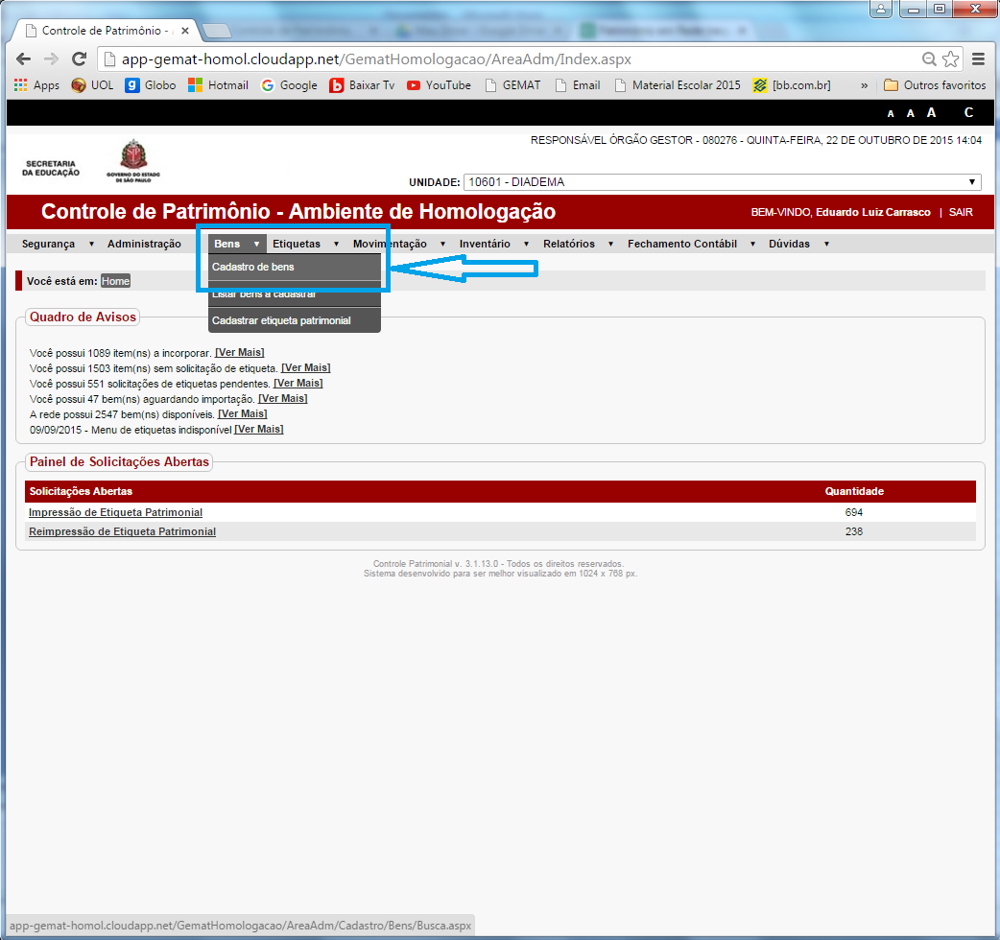 Controle de Patrimônio -
app-gemat-homol.cloudapp.net/GematHomologacao/AreaAdm/Index.aspx
Apps UOL Globo Hotmail Google Baixar Tv YouTube GEMAT Email Material Escolar 2015 [bb.com.br] » Outros favoritos
A A A C
RESPONSÁVEL ÓRGÃO GESTOR - 080276 - QUINTA-FEIRA, 22 DE OUTUBRO DE 2015 14:04
SECRETARIA
DA EDUCAÇÃO
GOVERNO DO ESTADO
DE SÃO PAULO
UNIDADE: 10601 - DIADEMA
Controle de Patrimônio - Ambiente de Homologação
BEM-VINDO, Eduardo Luiz Carrasco | SAIR
Segurança Administração Bens Etiquetas Movimentação Inventário Relatórios Fechamento Contábil Dúvidas
Cadastro de bens
Listar bens a cadastrar
Cadastrar etiqueta patrimonial
Você está em: Home
Quadro de Avisos
Você possui 1089 item(ns) a incorporar. [Ver Mais]
Você possui 1503 item(ns) sem solicitação de etiqueta. [Ver Mais]
Você possui 551 solicitações de etiquetas pendentes. [Ver Mais]
Você possui 47 bem(ns) aguardando importação. [Ver Mais]
A rede possui 2547 bem(ns) disponíveis. [Ver Mais]
09/09/2015 - Menu de etiquetas indisponível [Ver Mais]
Painel de Solicitações Abertas
Solicitações Abertas Quantidade
Impressão de Etiqueta Patrimonial 694
Reimpressão de Etiqueta Patrimonial 238
Controle Patrimonial v. 3.1.13.0 - Todos os direitos reservados.
Sistema desenvolvido para ser melhor visualizado em 1024 x 768 px.
app-gemat-homol.cloudapp.net/GematHomologacao/AreaAdm/Cadastro/Bens/Busca.aspx